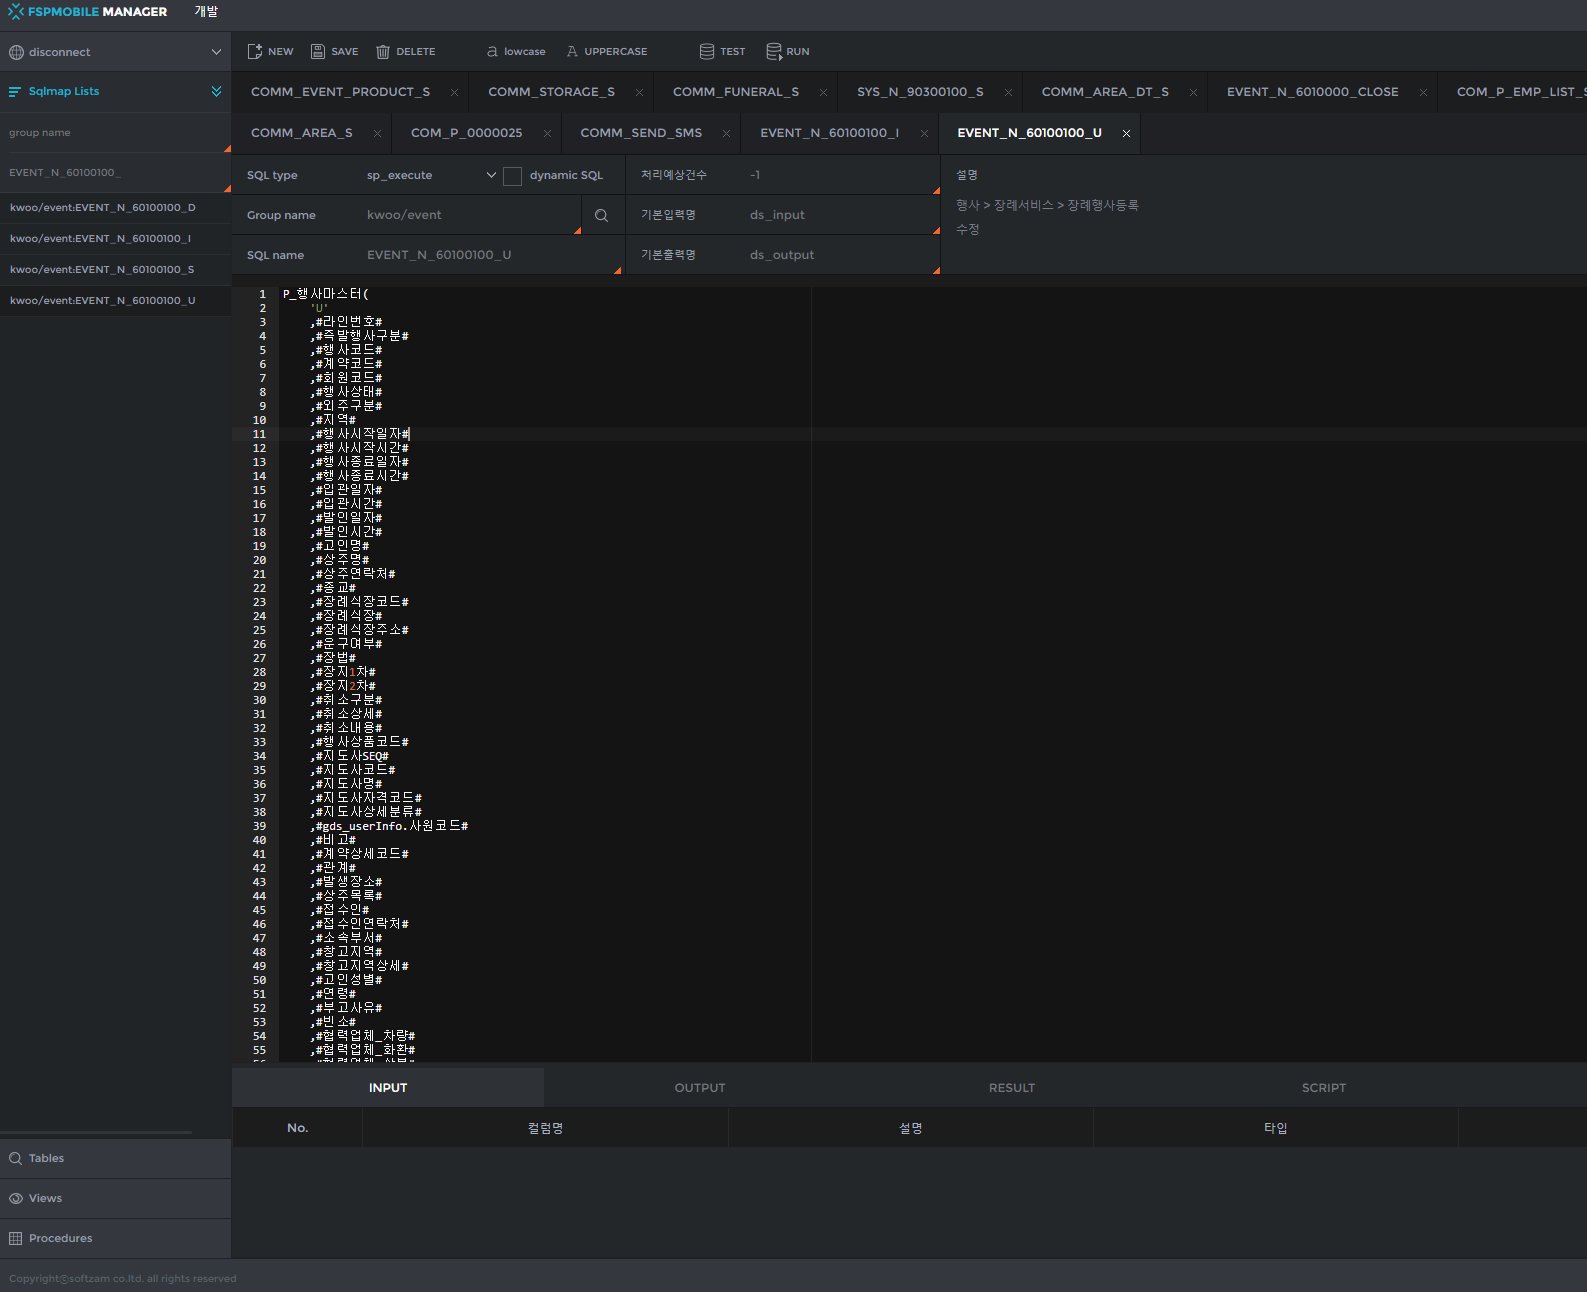 FSPMOBILE MANAGER 개발
disconnect
NEW SAVE DELETE a lowcase A UPPERCASE TEST RUN
Sqlmap Lists
COMM_EVENT_PRODUCT_S COMM_STORAGE_S COMM_FUNERAL_S SYS_N_90300100_S COMM_AREA_DT_S EVENT_N_6010000_CLOSE COM_P_EMP_LIST_S
group name
COMM_AREA_S COM_P_0000025 COMM_SEND_SMS EVENT_N_60100100_I EVENT_N_60100100_U
EVENT_N_60100100_
kwoo/event:EVENT_N_60100100_D
kwoo/event:EVENT_N_60100100_I
kwoo/event:EVENT_N_60100100_S
kwoo/event:EVENT_N_60100100_U
SQL type sp_execute dynamic SQL 처리예상건수 -1 설명
행사 > 장례서비스 > 장례행사등록
수정
Group name kwoo/event 기본입력명 ds_input
SQL name EVENT_N_60100100_U 기본출력명 ds_output
1 P_행사마스터(
2 'U'
3 ,#라인번호#
4 ,#즉발행사구분#
5 ,#행사코드#
6 ,#계약코드#
7 ,#회원코드#
8 ,#행사상태#
9 ,#외주구분#
10 ,#지역#
11 ,#행사시작일자#
12 ,#행사시작시간#
13 ,#행사종료일자#
14 ,#행사종료시간#
15 ,#입관일자#
16 ,#입관시간#
17 ,#발인일자#
18 ,#발인시간#
19 ,#고인명#
20 ,#상주명#
21 ,#상주연락처#
22 ,#종교#
23 ,#장례식장코드#
24 ,#장례식장#
25 ,#장례식장주소#
26 ,#운구여부#
27 ,#장법#
28 ,#장지1차#
29 ,#장지2차#
30 ,#취소구분#
31 ,#취소상세#
32 ,#취소내용#
33 ,#행사상품코드#
34 ,#지도사SEQ#
35 ,#지도사코드#
36 ,#지도사명#
37 ,#지도사자격코드#
38 ,#지도사상세분류#
39 ,#gds_userInfo.사원코드#
40 ,#비고#
41 ,#계약상세코드#
42 ,#관계#
43 ,#발생장소#
44 ,#상주목록#
45 ,#접수인#
46 ,#접수인연락처#
47 ,#소속부서#
48 ,#창고지역#
49 ,#창고지역상세#
50 ,#고인성별#
51 ,#연령#
52 ,#부고사유#
53 ,#빈소#
54 ,#협력업체_차량#
55 ,#협력업체_화환#
INPUT OUTPUT RESULT SCRIPT
No. 컬럼명 설명 타입
Tables
Views
Procedures
Copyrightⓒsoftzam co.ltd. all rights reserved